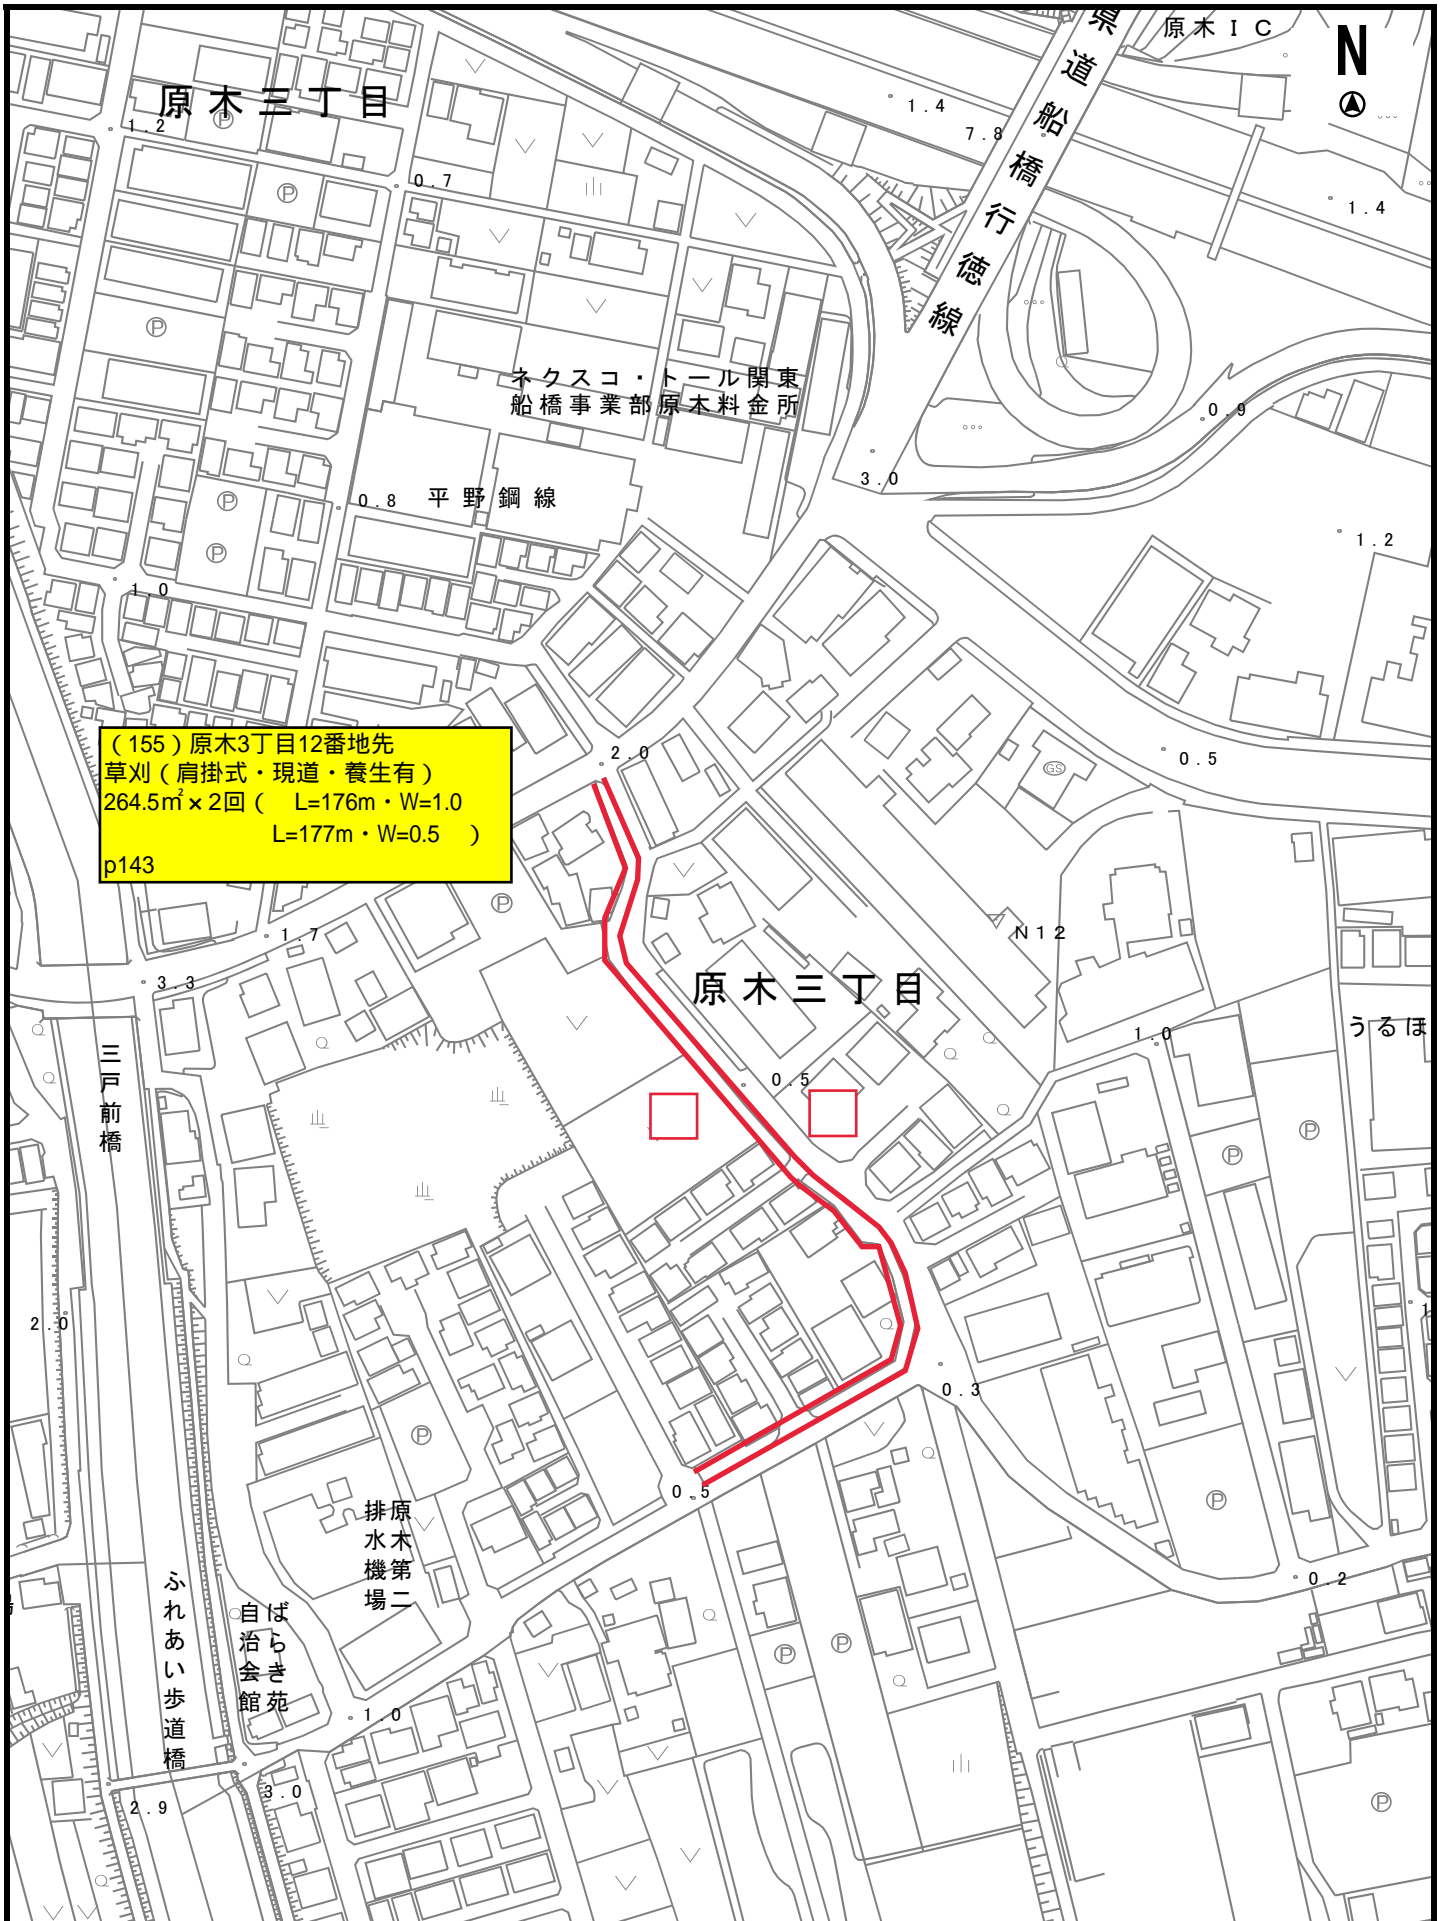 原木ＩＣ
N
県道船橋行徳線
原木三丁目
1.4
7.8
1.2
0.7
1.4
ネクスコ・トール関東
船橋事業部原木料金所
0.9
3.0
0.8
平野鋼線
1.2
1.0
（155）原木3丁目12番地先
草刈（肩掛式・現道・養生有）
264.5㎡×2回（　L=176m・W=1.0
L=177m・W=0.5　）
p143
2.0
0.5
GS
1.7
N12
3.3
原木三丁目
1.0
うるほ
三戸前橋
0.5
2.0
0.3
0.5
原木第二
排水機場
0.2
ふれあい歩道橋
ばらき苑
自治会館
1.0
3.0
2.9
P
P
P
P
P
P
P
P
P
P
P
P
P